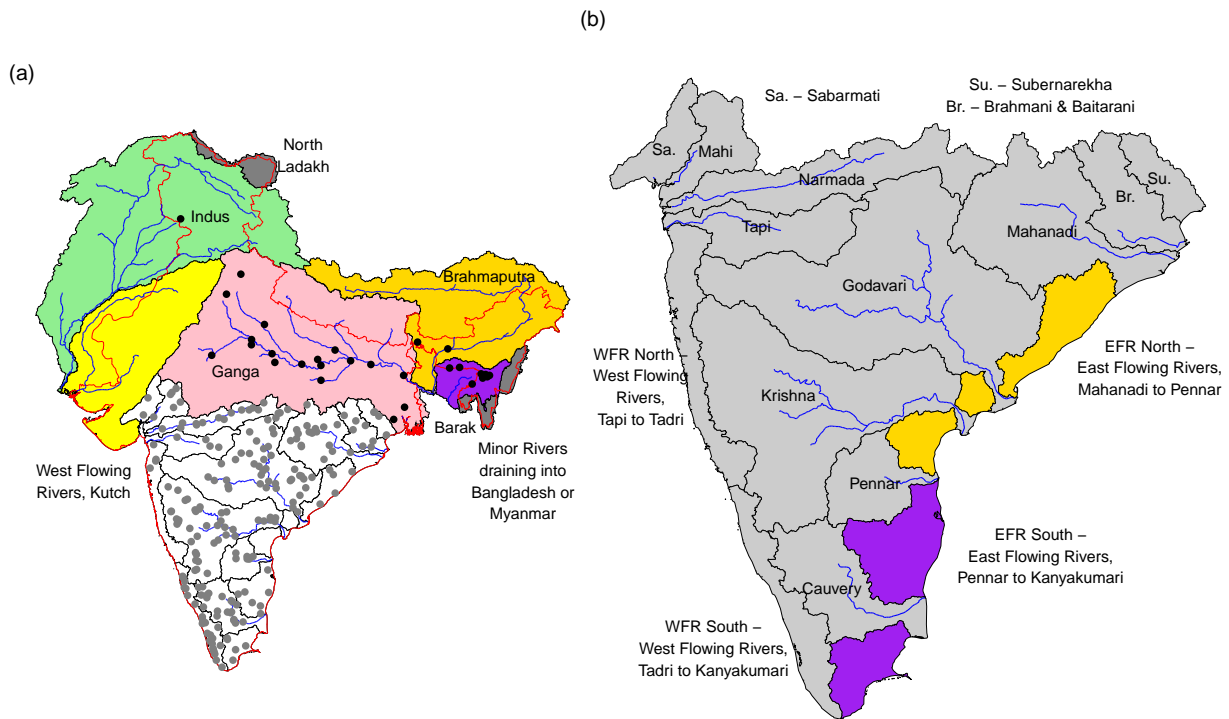 (a)
North
Ladakh
Indus
Brahmaputra
Ganga
Barak
West Flowing
Rivers, Kutch
Minor Rivers
draining into
Bangladesh or
Myanmar
(b)
Sa. − Sabarmati
Su. − Subernarekha
Br. − Brahmani & Baitarani
Sa.
Mahi
Narmada
Tapi
Su.
Br.
Mahanadi
Godavari
WFR North −
West Flowing
Rivers,
Tapi to Tadri
Krishna
EFR North −
East Flowing Rivers,
Mahanadi to Pennar
Pennar
EFR South −
East Flowing Rivers,
Pennar to Kanyakumari
Cauvery
WFR South −
West Flowing Rivers,
Tadri to Kanyakumari